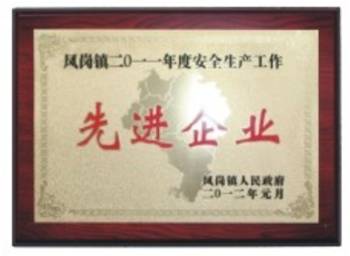 凤岗镇二〇一一年度安全生产工作
先进企业
凤岗镇人民政府
二〇一二年元月